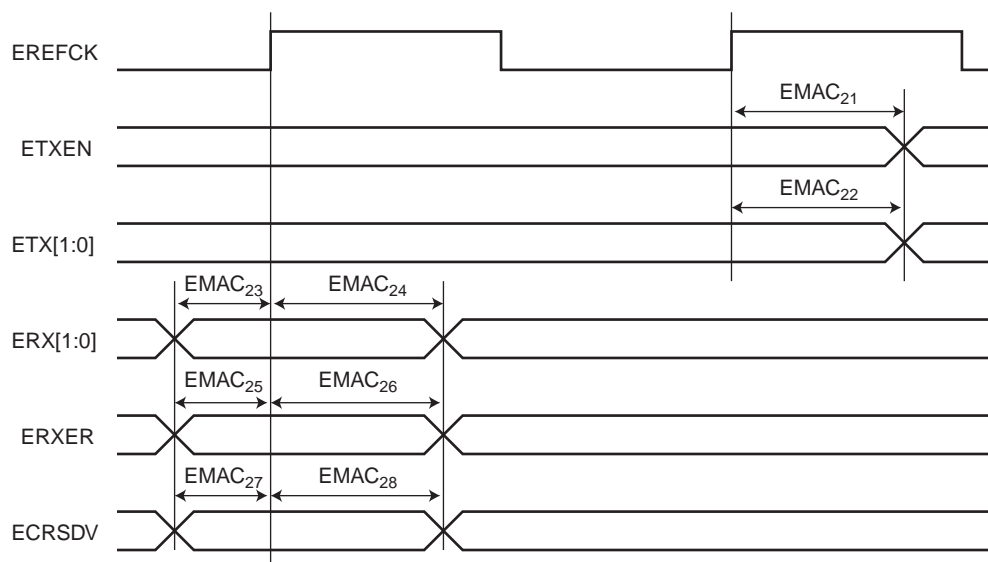 EREFCK
EMAC21
ETXEN
EMAC22
ETX[1:0]
EMAC23 EMAC24
ERX[1:0]
EMAC25 EMAC26
ERXER
EMAC27 EMAC28
ECRSDV